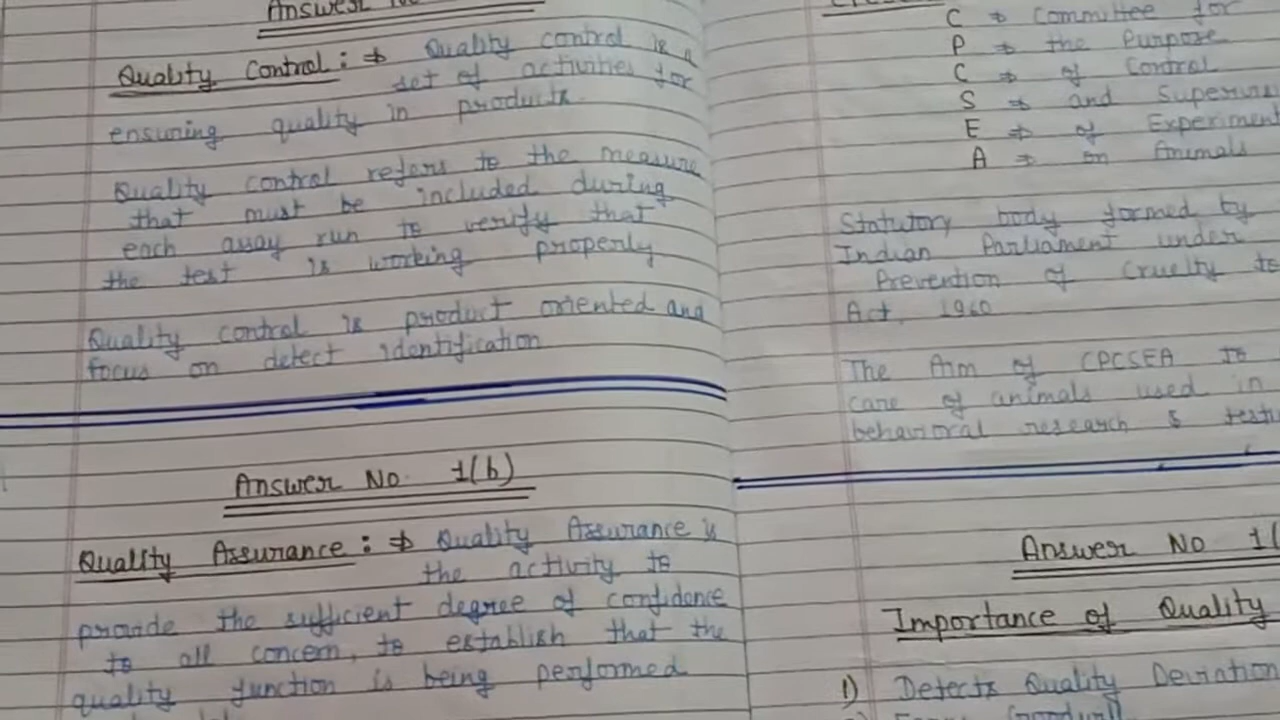 Answer No
Quality Control : ⇒ Quality control is a
set of activities for
ensuring quality in products.
Quality control refers to the measure
that must be included during
each assay run to verify that
the test is working properly
Quality control is product oriented and
focus on defect identification
Answer No. 1(b)
Quality Assurance : ⇒ Quality Assurance is
the activity to
provide the sufficient degree of confidence
to all concern, to establish that the
quality function is being performed
C ⇒ Committee for
P ⇒ the Purpose
C ⇒ of Control
S ⇒ and
E ⇒ of Experiment
A ⇒ on Animals
Statutory body formed by
Indian Parliament under
Prevention of Cruelty to
Act, 1960
The Aim of CPCSEA is
care of animals used in
behavioral research &
Answer No 1(
Importance of Quality
1) Detects Quality Deviation